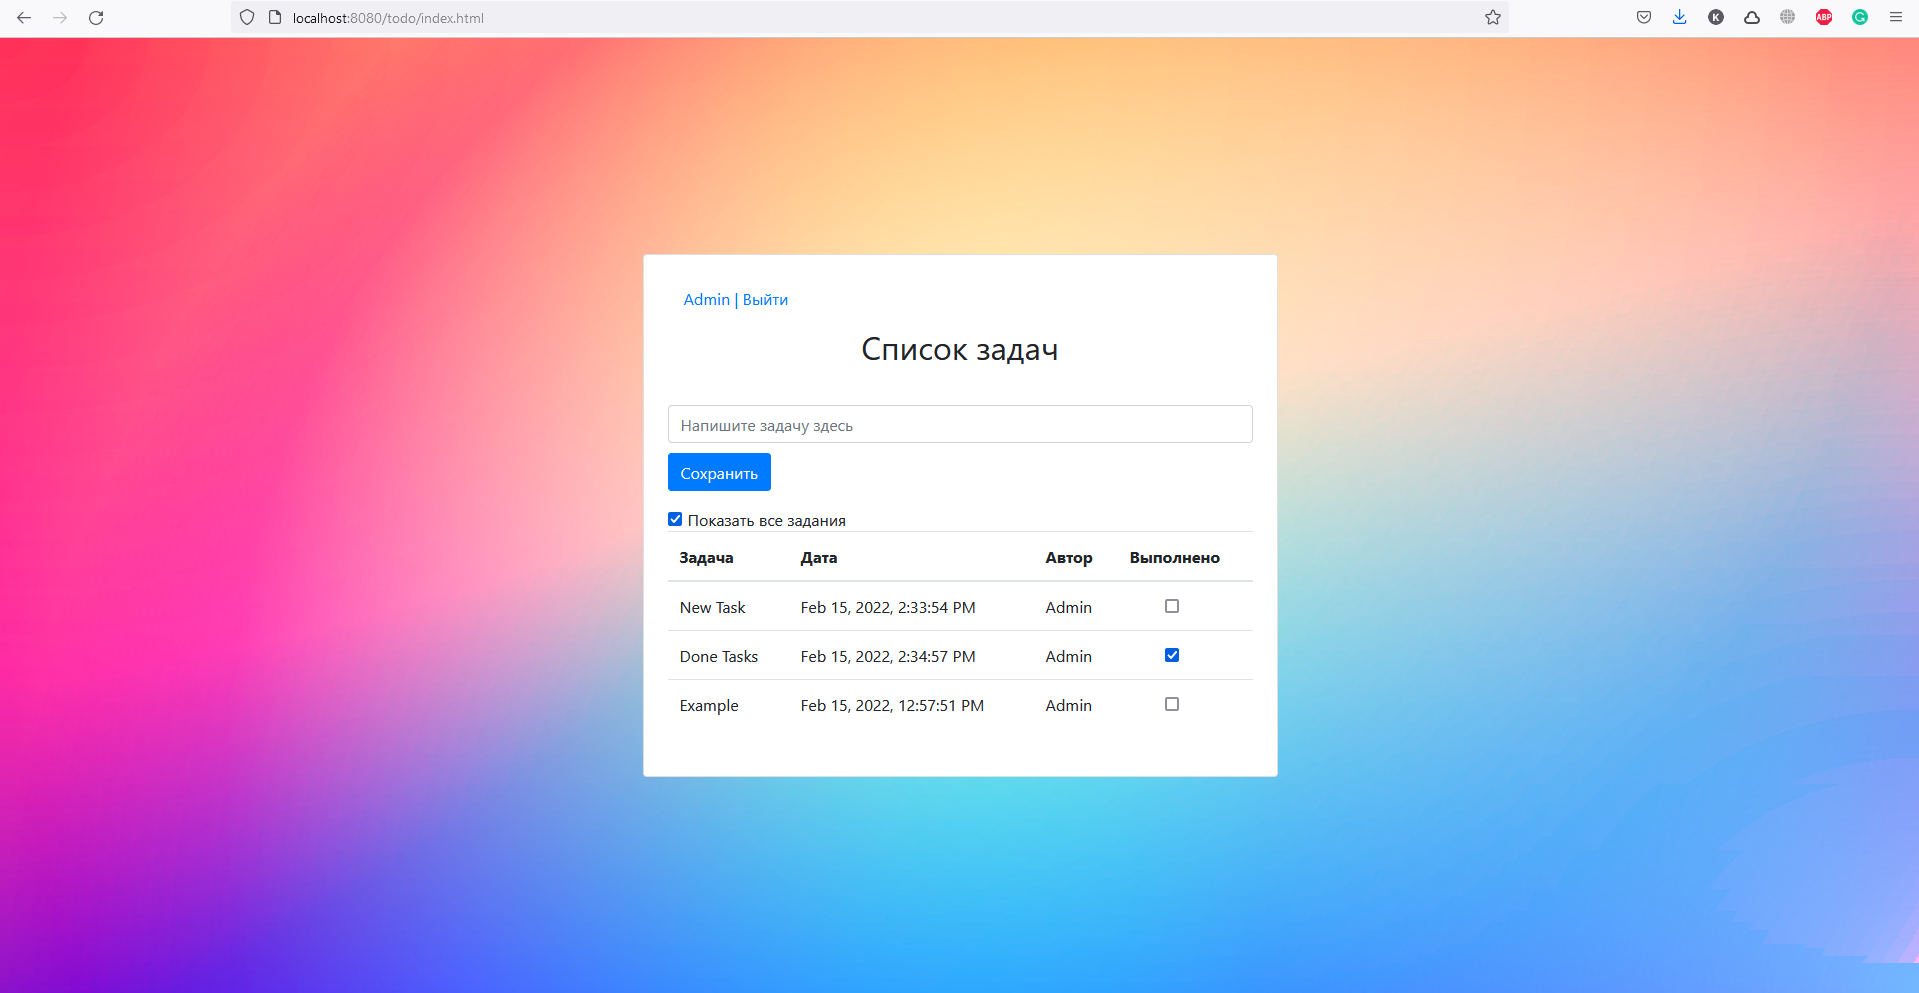 localhost:8080/todo/index.html
K
ABP
Admin | Выйти
Список задач
Напишите задачу здесь
Сохранить
Показать все задания
Задача Дата Автор Выполнено
New Task Feb 15, 2022, 2:33:54 PM Admin
Done Tasks Feb 15, 2022, 2:34:57 PM Admin
Example Feb 15, 2022, 12:57:51 PM Admin